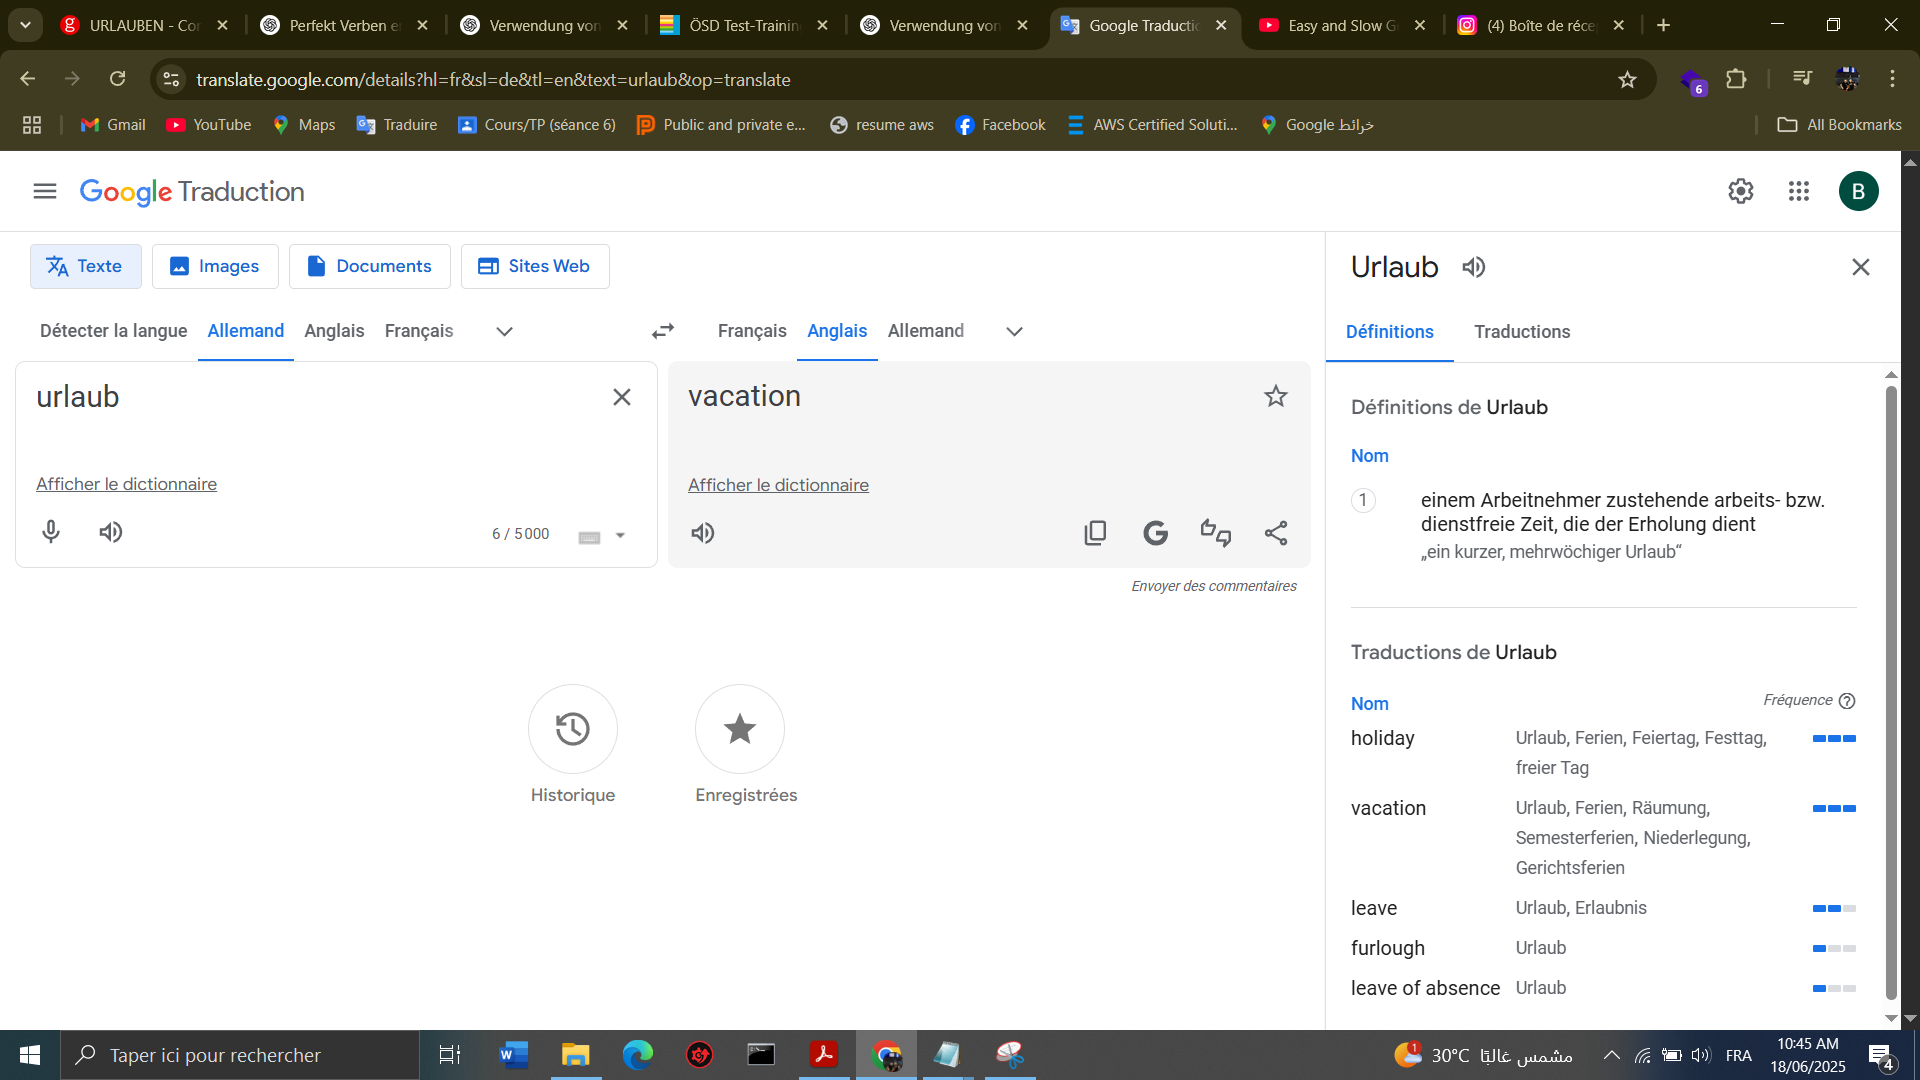 URLAUBEN - Co
Perfekt Verben e
Verwendung von
ÖSD Test-Trainin
Verwendung von
Google Traductio
Easy and Slow G
(4) Boîte de réce
translate.google.com/details?hl=fr&sl=de&tl=en&text=urlaub&op=translate
6
Gmail
YouTube
Maps
Traduire
Cours/TP (séance 6)
Public and private e...
resume aws
Facebook
AWS Certified Soluti...
خرائط Google
All Bookmarks
Google Traduction
B
Texte
Images
Documents
Sites Web
Détecter la langue
Allemand
Anglais
Français
Français
Anglais
Allemand
urlaub
Afficher le dictionnaire
6 / 5 000
vacation
Afficher le dictionnaire
Envoyer des commentaires
Historique
Enregistrées
Urlaub
Définitions
Traductions
Définitions de Urlaub
Nom
1
einem Arbeitnehmer zustehende arbeits- bzw.
dienstfreie Zeit, die der Erholung dient
„ein kurzer, mehrwöchiger Urlaub“
Traductions de Urlaub
Nom
Fréquence
holiday
Urlaub, Ferien, Feiertag, Festtag,
freier Tag
vacation
Urlaub, Ferien, Räumung,
Semesterferien, Niederlegung,
Gerichtsferien
leave
Urlaub, Erlaubnis
furlough
Urlaub
leave of absence
Urlaub
Taper ici pour rechercher
1
30°C مشمس غالبًا
FRA
10:45 AM
18/06/2025
4